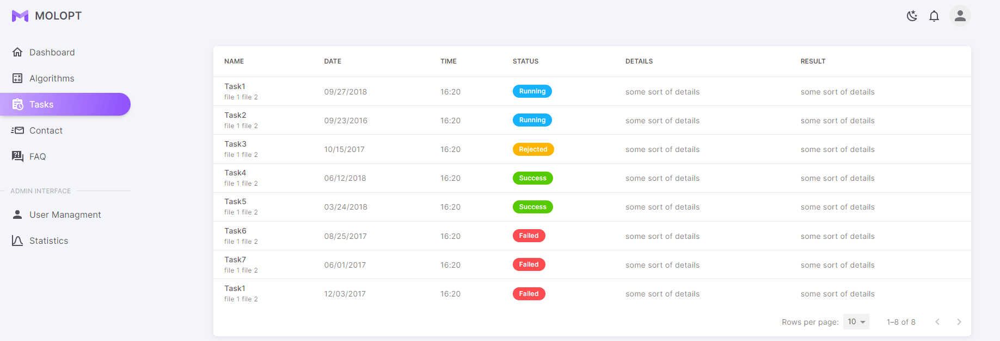 MOLOPT
Dashboard
Algorithms
Tasks
Contact
FAQ
ADMIN INTERFACE
User Managment
Statistics
NAME DATE TIME STATUS DETAILS RESULT
Task1
file 1 file 2
09/27/2018 16:20 Running some sort of details some sort of details
Task2
file 1 file 2
09/23/2016 16:20 Running some sort of details some sort of details
Task3
file 1 file 2
10/15/2017 16:20 Rejected some sort of details some sort of details
Task4
file 1 file 2
06/12/2018 16:20 Success some sort of details some sort of details
Task5
file 1 file 2
03/24/2018 16:20 Success some sort of details some sort of details
Task6
file 1 file 2
08/25/2017 16:20 Failed some sort of details some sort of details
Task7
file 1 file 2
06/01/2017 16:20 Failed some sort of details some sort of details
Task1
file 1 file 2
12/03/2017 16:20 Failed some sort of details some sort of details
Rows per page: 10 1–8 of 8